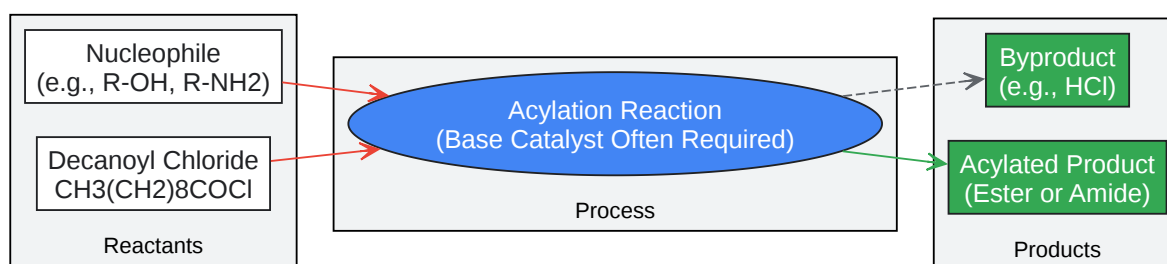 Nucleophile
(e.g., R-OH, R-NH2)
Decanoyl Chloride
CH3(CH2)8COCl
Reactants
Acylation Reaction
(Base Catalyst Often Required)
Process
Byproduct
(e.g., HCl)
Acylated Product
(Ester or Amide)
Products